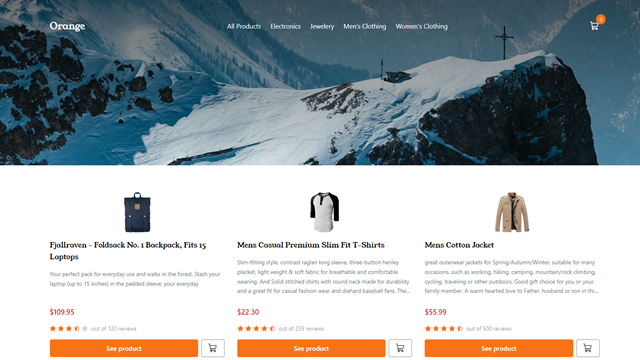 Orange
All Products Electronics Jewelery Men's Clothing Women's Clothing
0
Fjallraven - Foldsack No. 1 Backpack, Fits 15
Laptops
Your perfect pack for everyday use and walks in the forest. Stash your
laptop (up to 15 inches) in the padded sleeve, your everyday
$109.95
out of 120 reviews
See product
Mens Casual Premium Slim Fit T-Shirts
Slim-fitting style, contrast raglan long sleeve, three-button henley
placket, light weight & soft fabric for breathable and comfortable
wearing. And Solid stitched shirts with round neck made for durability
and a great fit for casual fashion wear and diehard baseball fans. The...
$22.30
out of 259 reviews
See product
Mens Cotton Jacket
great outerwear jackets for Spring/Autumn/Winter, suitable for many
occasions, such as working, hiking, camping, mountain/rock climbing,
cycling, traveling or other outdoors. Good gift choice for you or your
family member. A warm hearted love to Father, husband or son in thi...
$55.99
out of 500 reviews
See product